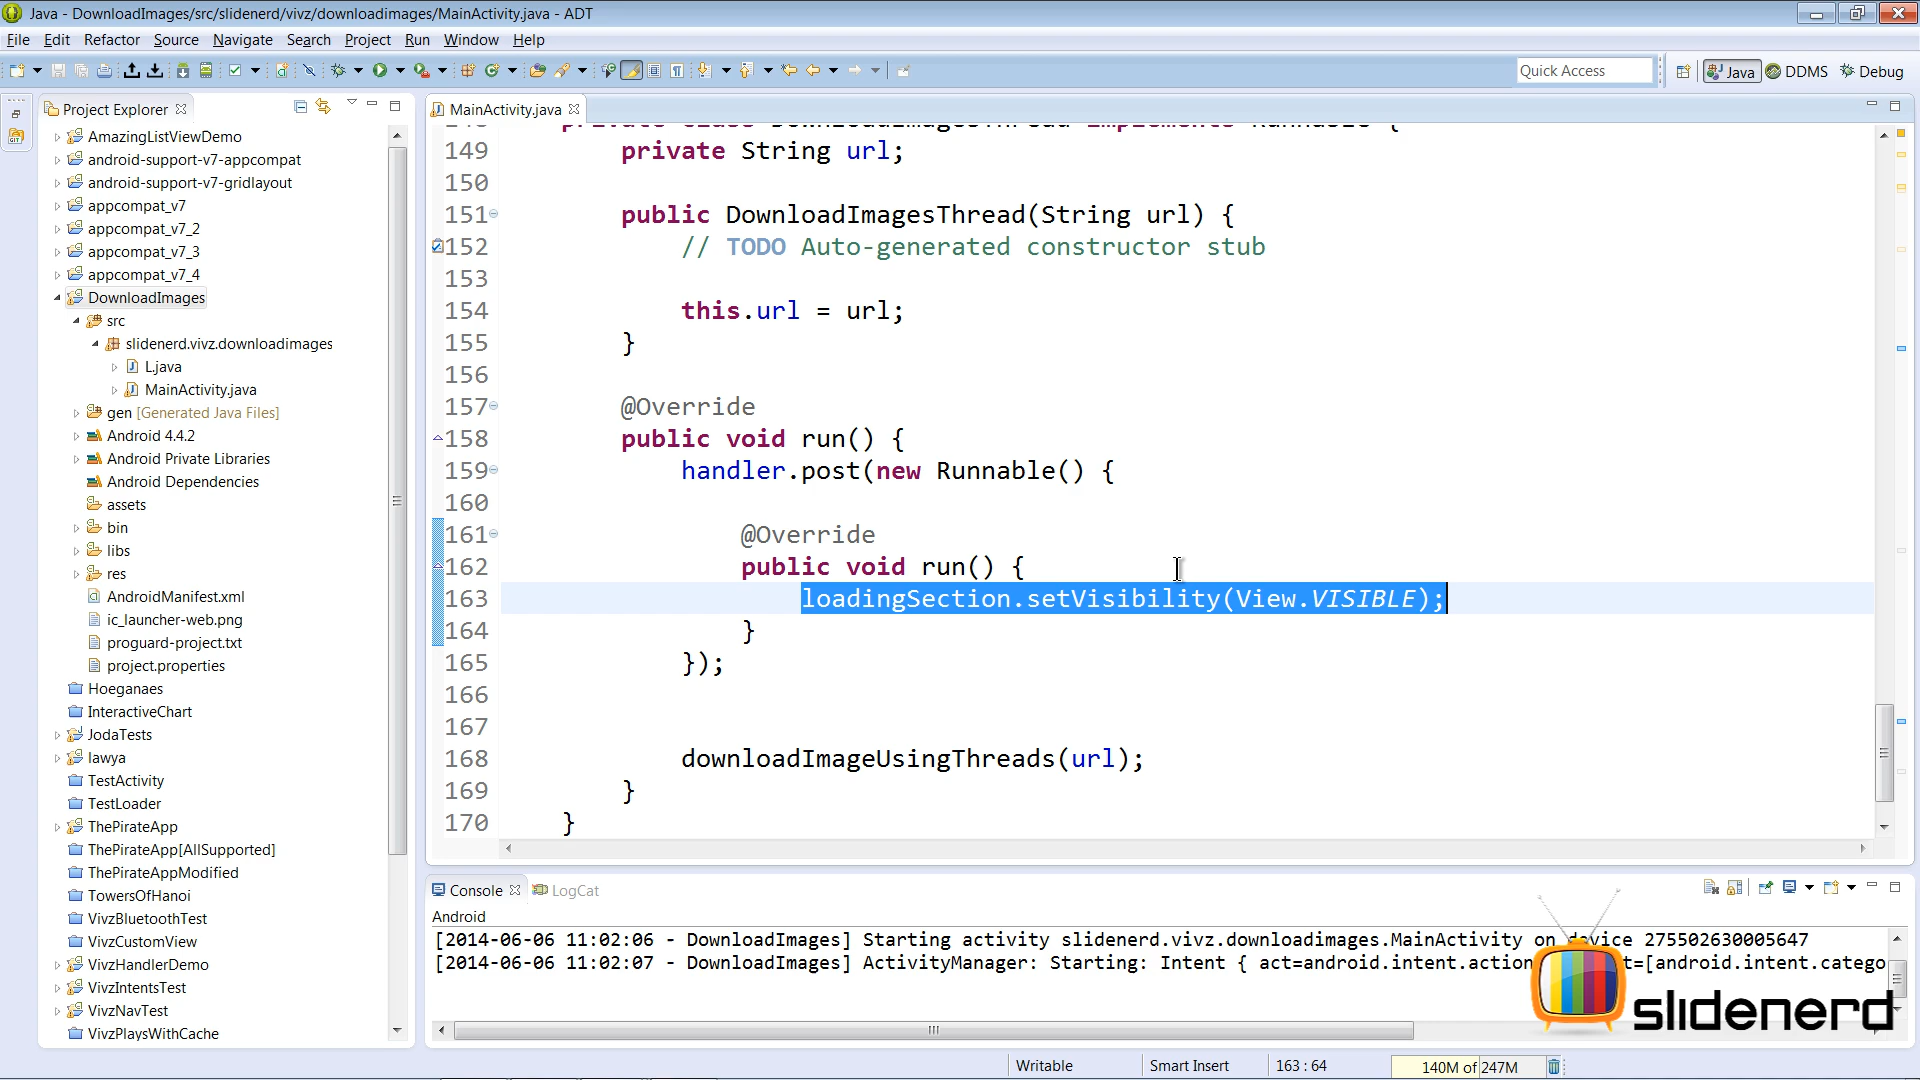 Java - DownloadImages/src/slidenerd/vivz/downloadimages/MainActivity.java - ADT
File Edit Refactor Source Navigate Search Project Run Window Help
Quick Access
Java DDMS Debug
Project Explorer
AmazingListViewDemo
android-support-v7-appcompat
android-support-v7-gridlayout
appcompat_v7
appcompat_v7_2
appcompat_v7_3
appcompat_v7_4
DownloadImages
src
slidenerd.vivz.downloadimages
L.java
MainActivity.java
gen [Generated Java Files]
Android 4.4.2
Android Private Libraries
Android Dependencies
assets
bin
libs
res
AndroidManifest.xml
ic_launcher-web.png
proguard-project.txt
project.properties
Hoeganaes
InteractiveChart
JodaTests
lawya
TestActivity
TestLoader
ThePirateApp
ThePirateApp[AllSupported]
ThePirateAppModified
TowersOfHanoi
VivzBluetoothTest
VivzCustomView
VivzHandlerDemo
VivzIntentsTest
VivzNavTest
VivzPlaysWithCache
MainActivity.java
private class DownloadImagesThread implements Runnable {
149 private String url;
150
151 public DownloadImagesThread(String url) {
152 // TODO Auto-generated constructor stub
153
154 this.url = url;
155 }
156
157 @Override
158 public void run() {
159 handler.post(new Runnable() {
160
161 @Override
162 public void run() {
163 loadingSection.setVisibility(View.VISIBLE);
164 }
165 });
166
167
168 downloadImageUsingThreads(url);
169 }
170 }
Console LogCat
Android
[2014-06-06 11:02:06 - DownloadImages] Starting activity slidenerd.vivz.downloadimages.MainActivity on device 275502630005647
[2014-06-06 11:02:07 - DownloadImages] ActivityManager: Starting: Intent { act=android.intent.action t=[android.intent.catego
slidenerd
Writable Smart Insert 163 : 64 140M of 247M